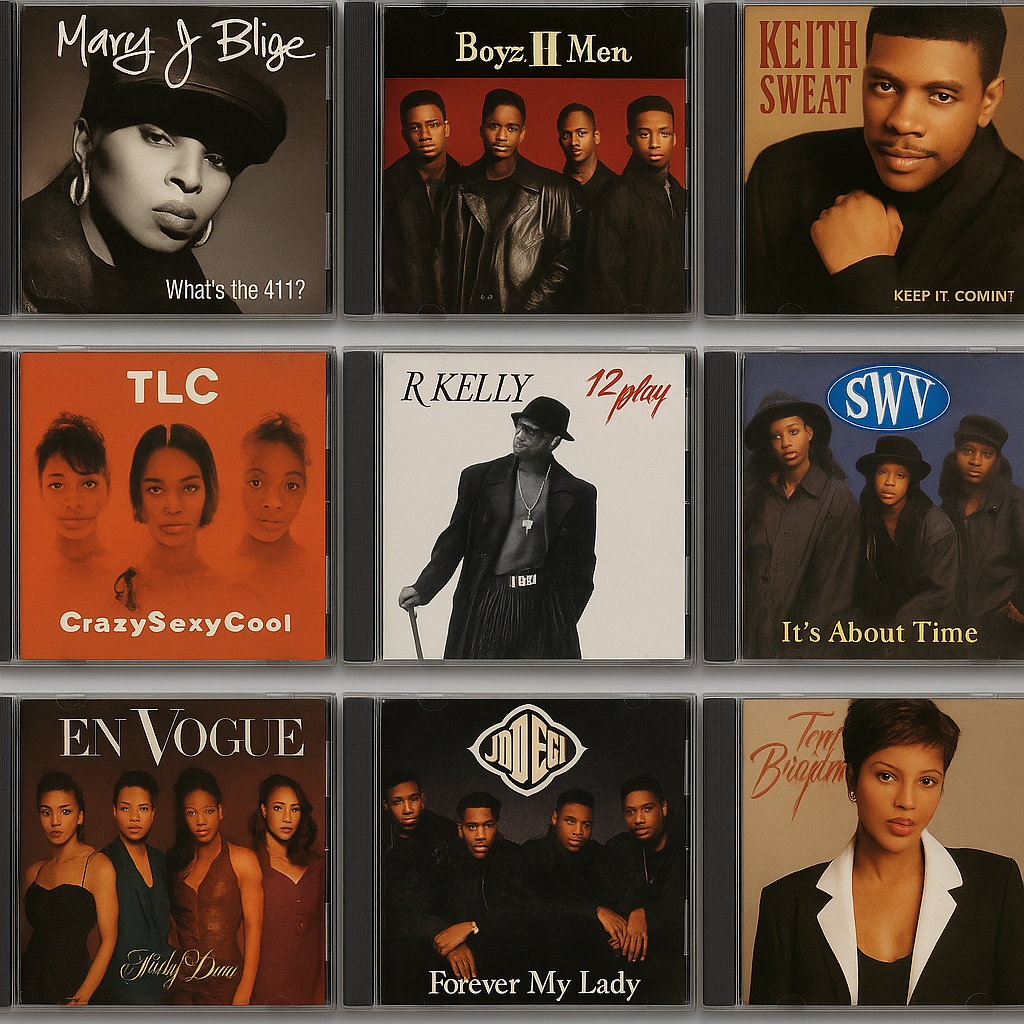 Mary J Blige
What's the 411?
Boyz II Men
KEITH
SWEAT
KEEP IT COMINT
TLC
CrazySexyCool
R KELLY
12 play
SWV
It's About Time
EN VOGUE
JODECI
Forever My Lady